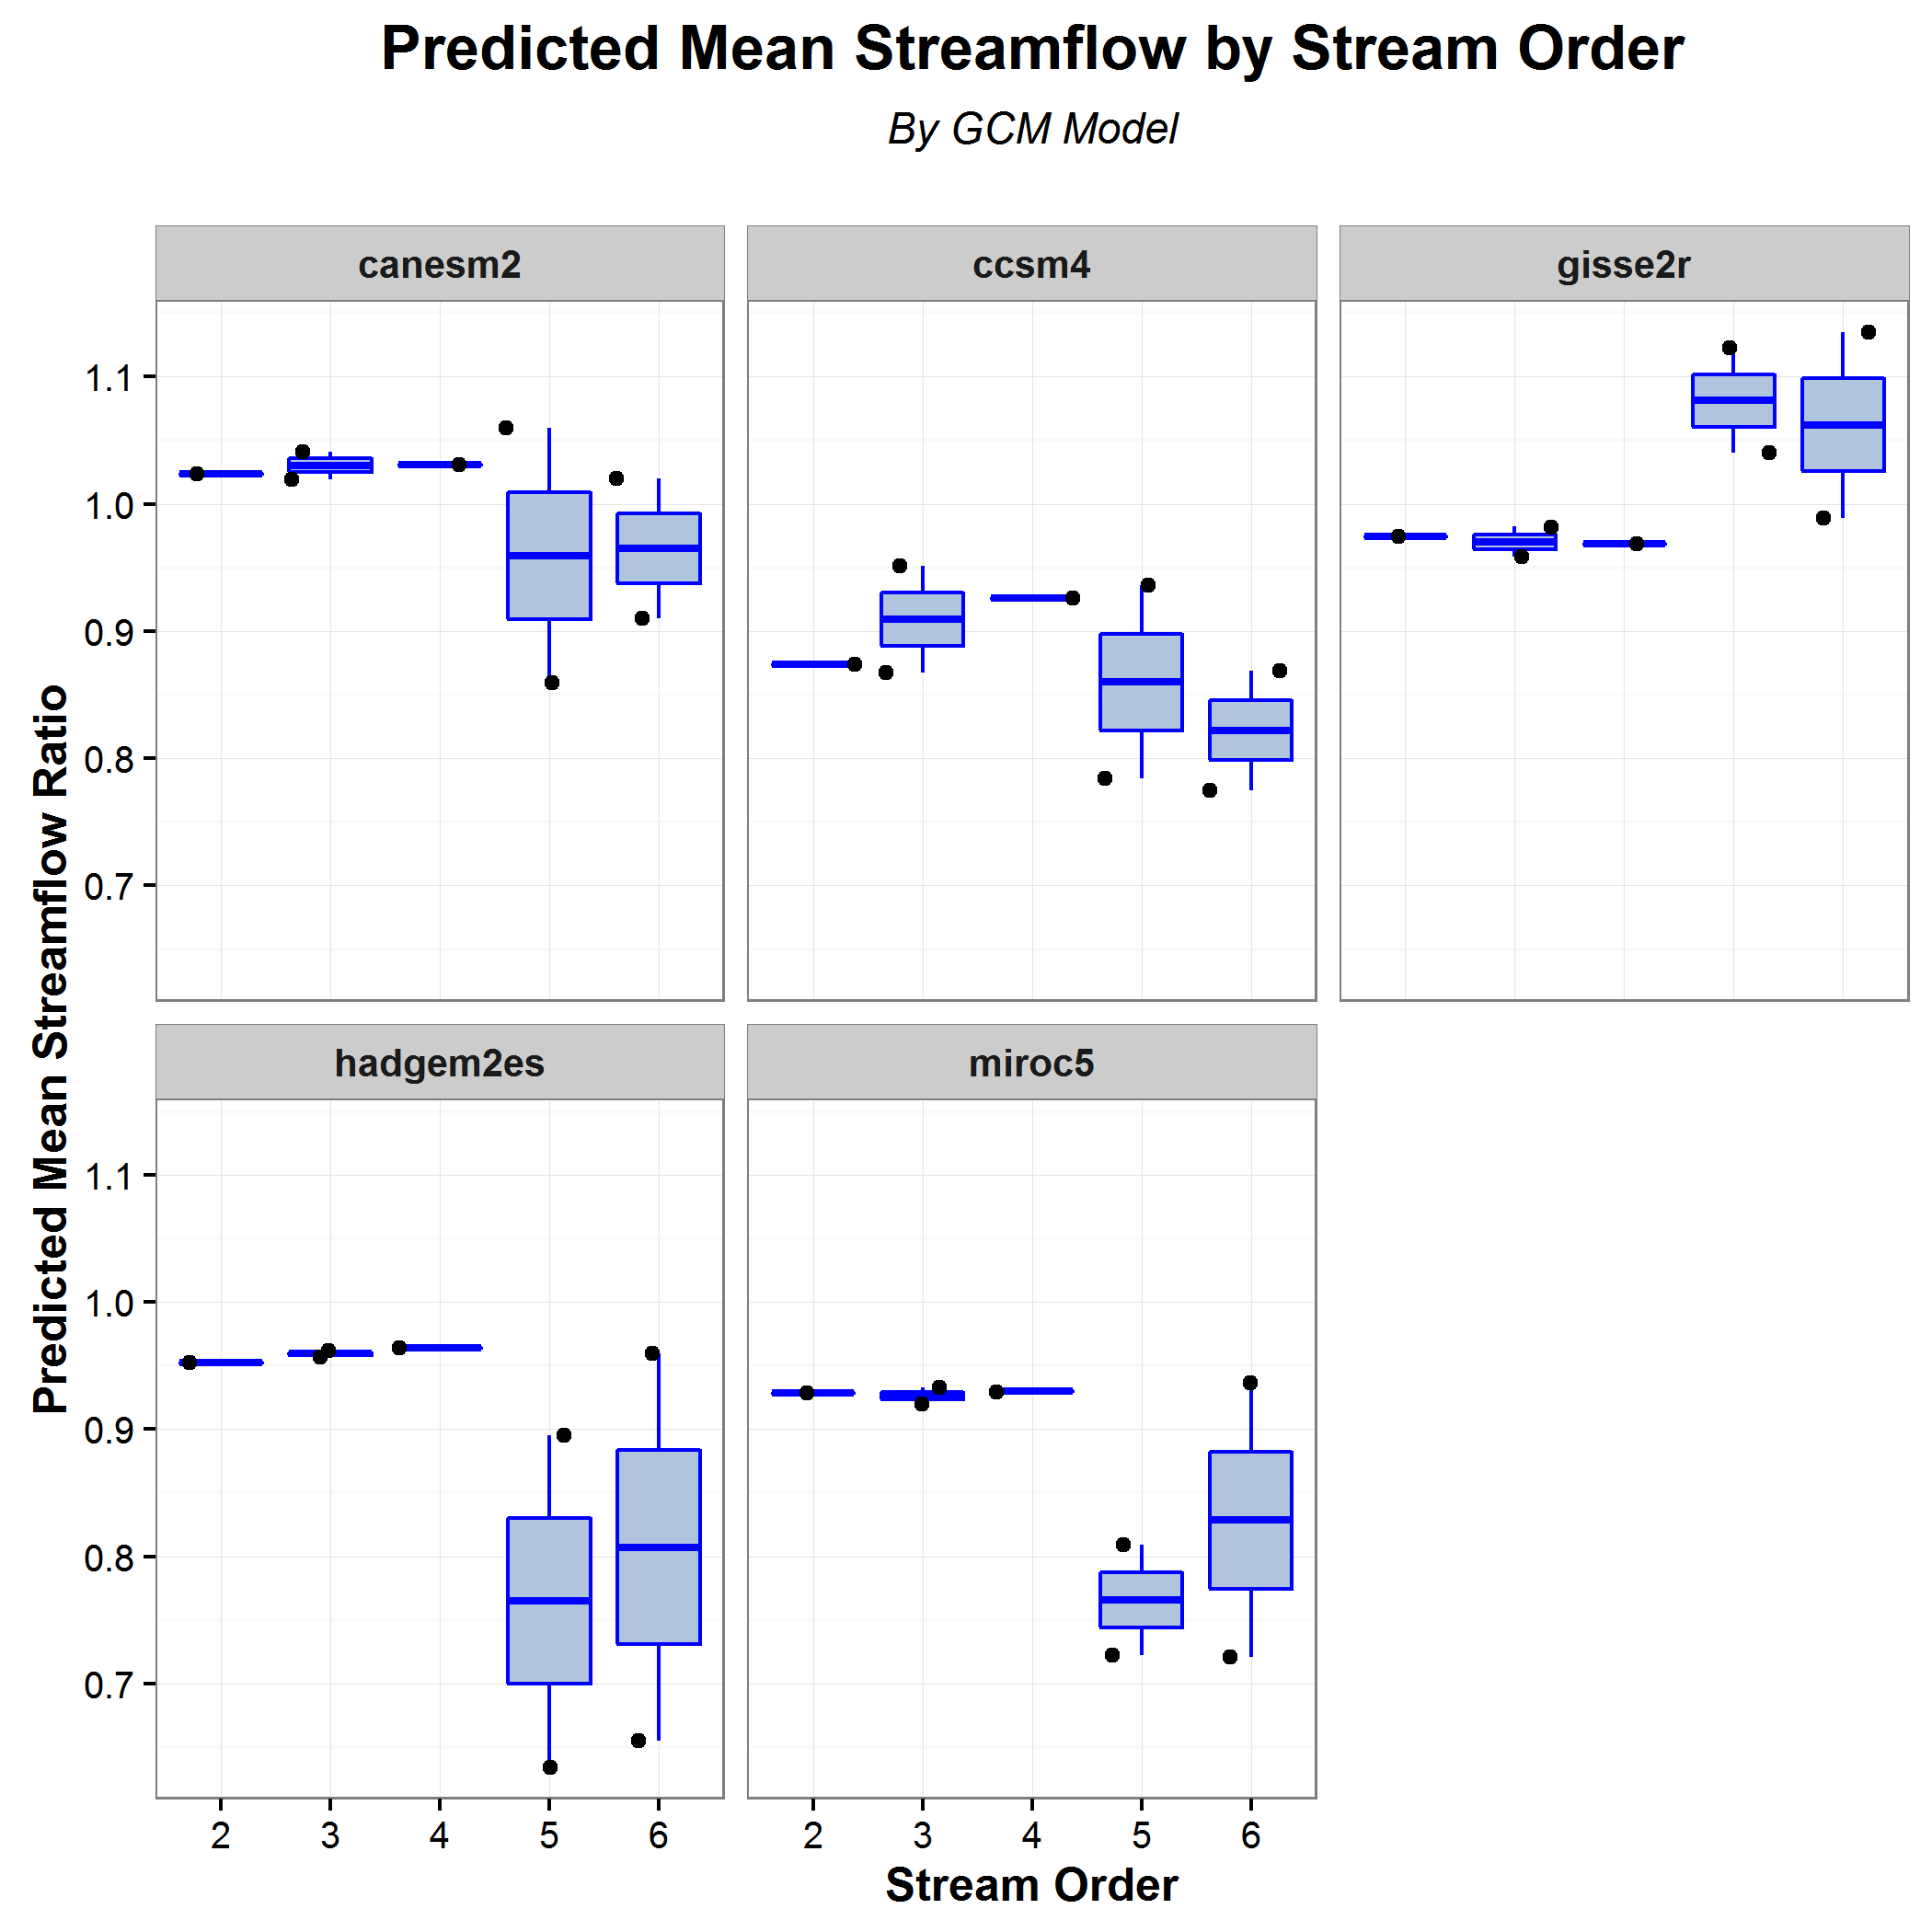 Predicted Mean Streamflow by Stream Order
By GCM Model
canesm2
ccsm4
gisse2r
1.1
1.0
0.9
0.8
0.7
Predicted Mean Streamflow Ratio
hadgem2es
miroc5
1.1
1.0
0.9
0.8
0.7
2 3 4 5 6
2 3 4 5 6
Stream Order